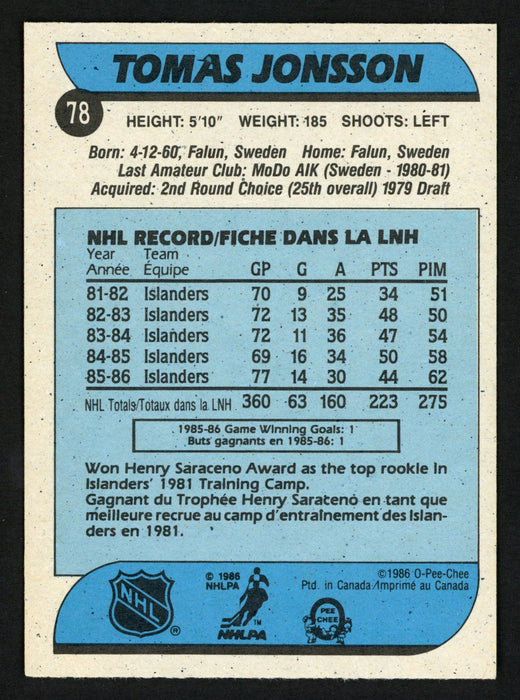 TOMAS JONSSON
78
HEIGHT: 5'10" WEIGHT: 185 SHOOTS: LEFT
Born: 4-12-60, Falun, Sweden Home: Falun, Sweden
Last Amateur Club: MoDo AIK (Sweden - 1980-81)
Acquired: 2nd Round Choice (25th overall) 1979 Draft
NHL RECORD/FICHE DANS LA LNH
Year Team
Année Équipe GP G A PTS PIM
81-82 Islanders 70 9 25 34 51
82-83 Islanders 72 13 35 48 50
83-84 Islanders 72 11 36 47 54
84-85 Islanders 69 16 34 50 58
85-86 Islanders 77 14 30 44 62
NHL Totals/Totaux dans la LNH 360 63 160 223 275
1985-86 Game Winning Goals: 1
Buts gagnants en 1985-86: 1
Won Henry Saraceno Award as the top rookie in
Islanders' 1981 Training Camp.
Gagnant du Trophée Henry Sarateno en tant que
meilleure recrue au camp d'entraînement des Islan-
ders en 1981.
NHL
®
© 1986
NHLPA
TM
NHLPA
©1986 O-Pee-Chee
Ptd. in Canada/Imprimé au Canada
O
PEE
CHEE